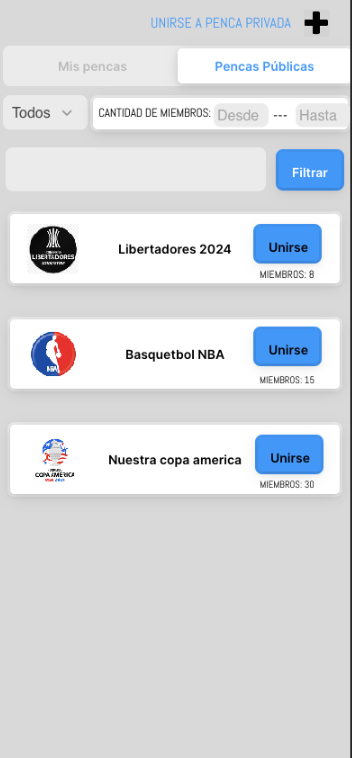 UNIRSE A PENCA PRIVADA
Mis pencas
Pencas Públicas
Todos
CANTIDAD DE MIEMBROS: Desde --- Hasta
Filtrar
LIBERTADORES
Libertadores 2024
Unirse
MIEMBROS: 8
NBA
Basquetbol NBA
Unirse
MIEMBROS: 15
COPA AMERICA
Nuestra copa america
Unirse
MIEMBROS: 30